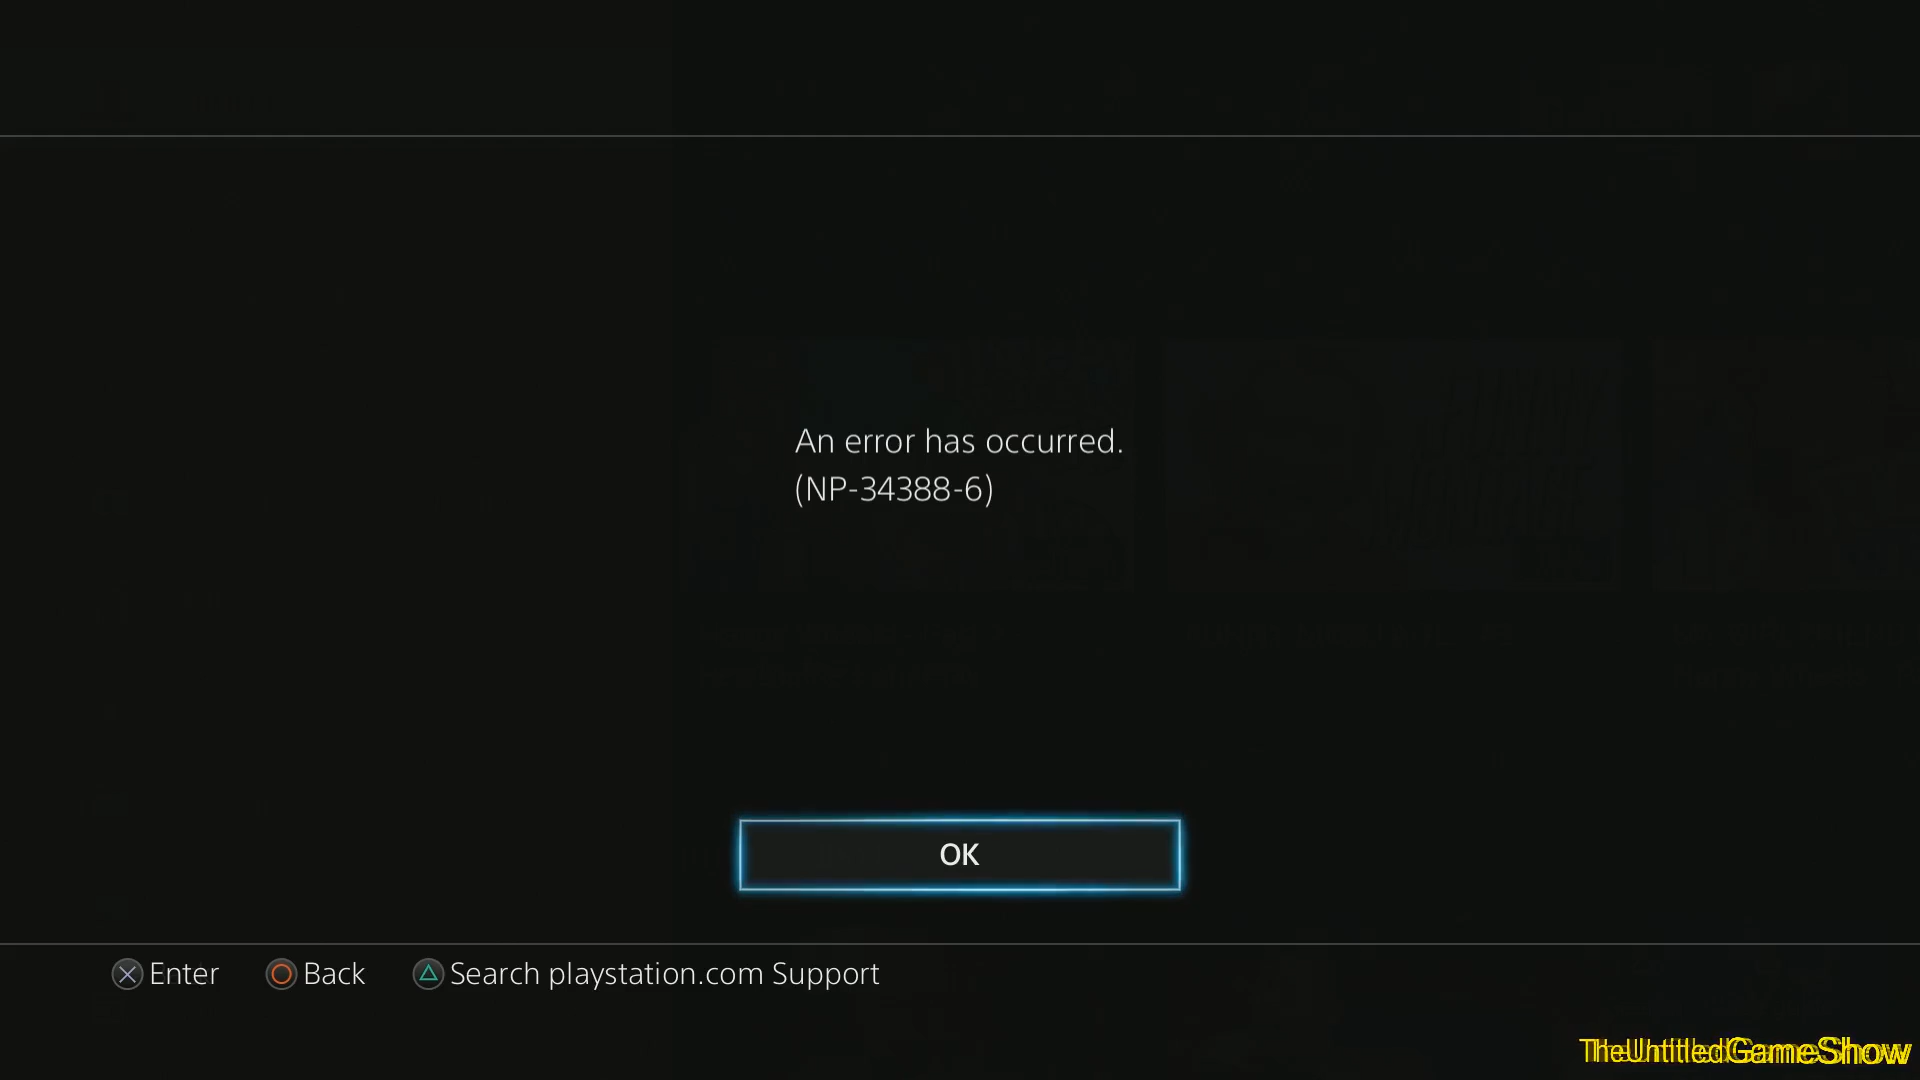 An error has occurred.
(NP-34388-6)
OK
Enter
Back
Search playstation.com Support
TheUntitledGameShow